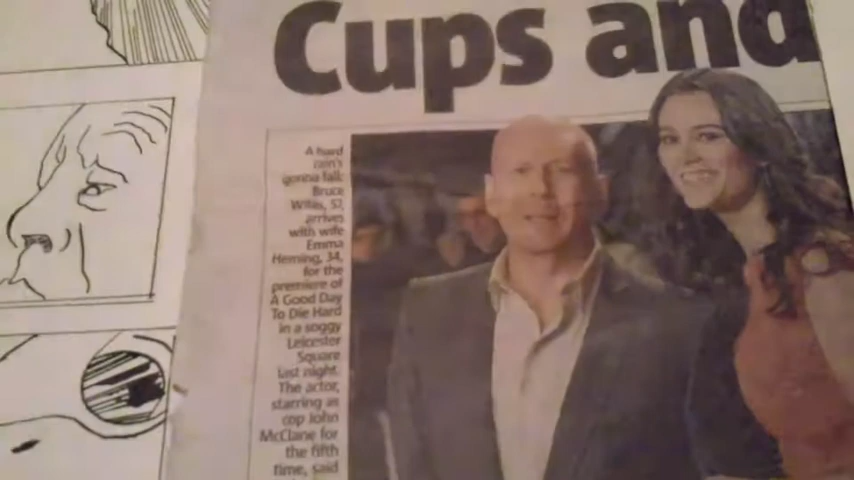 Cups and
A hard
rain's
gonna fall:
Bruce
Willis, 57,
arrives
with wife
Emma
Heming, 34,
for the
premiere of
A Good Day
To Die Hard
in a soggy
Leicester
Square
last night.
The actor,
starring as
cop John
McClane for
the fifth
time, said